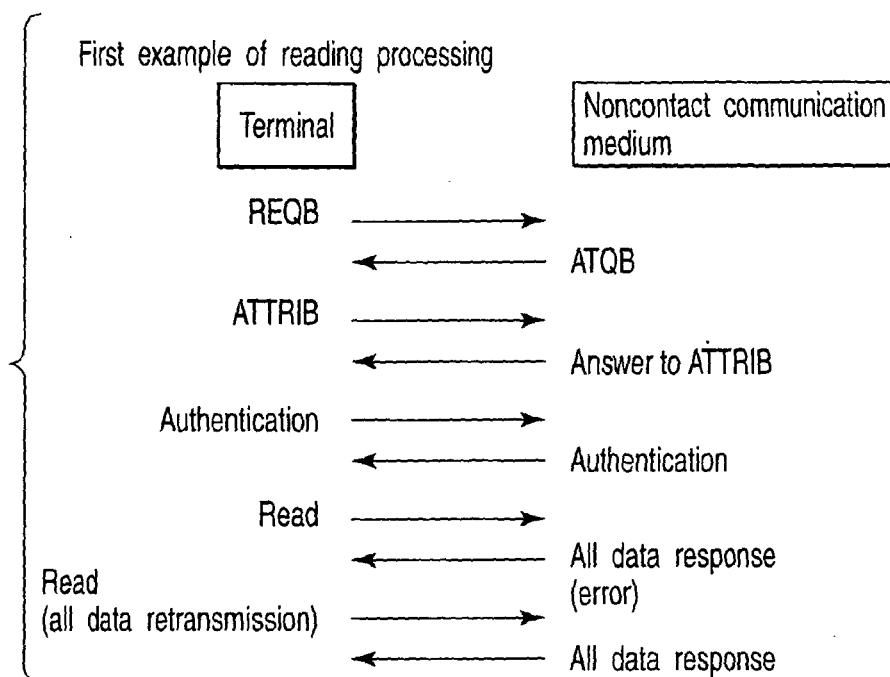 First example of reading processing
Terminal
Noncontact communication
medium
REQB
ATQB
ATTRIB
Answer to ATTRIB
Authentication
Authentication
Read
All data response
(error)
Read
(all data retransmission)
All data response